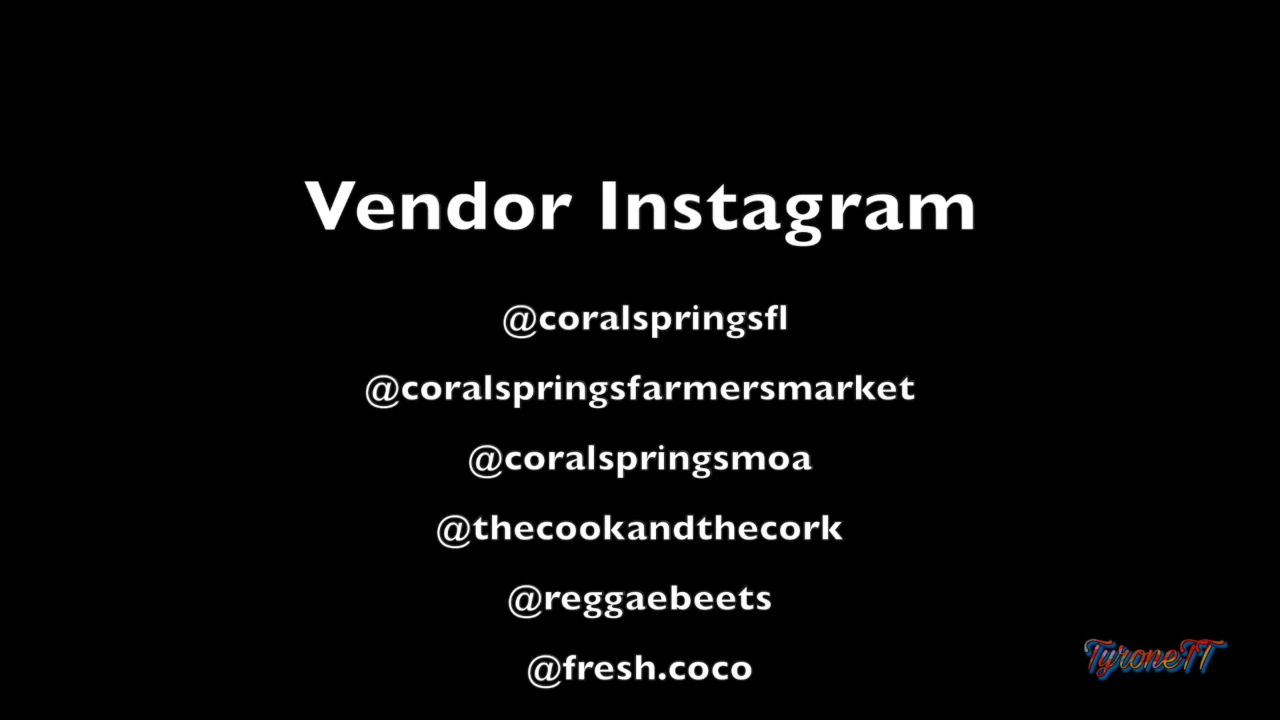 Vendor Instagram
@coralspringsfl
@coralspringsfarmersmarket
@coralspringsmoa
@thecookandthecork
@reggaebeets
@fresh.coco
TyroneTT